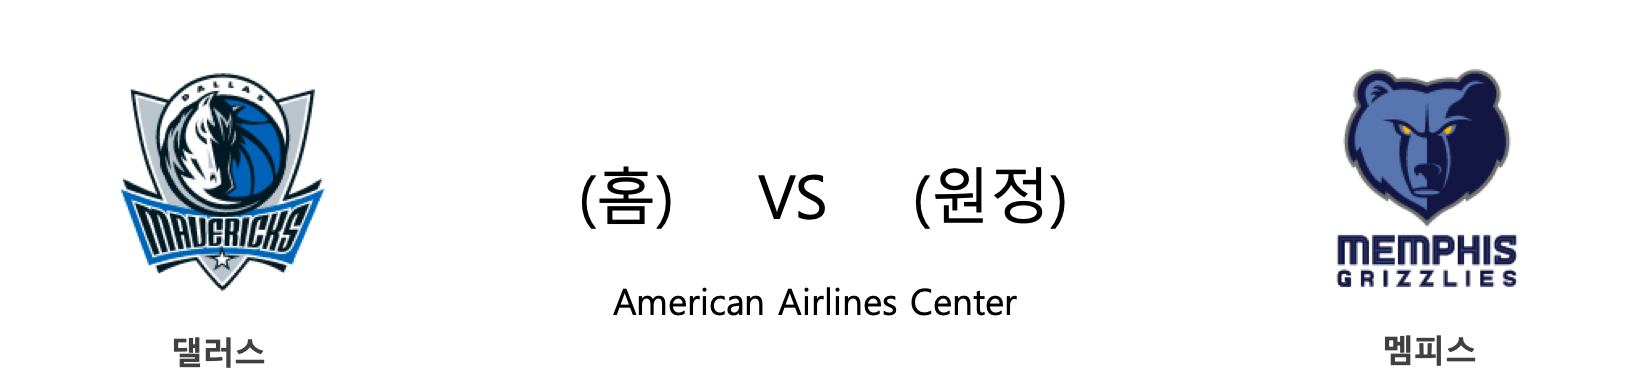 DALLAS
MAVERICKS
댈러스
(홈) VS (원정)
American Airlines Center
MEMPHIS
GRIZZLIES
멤피스